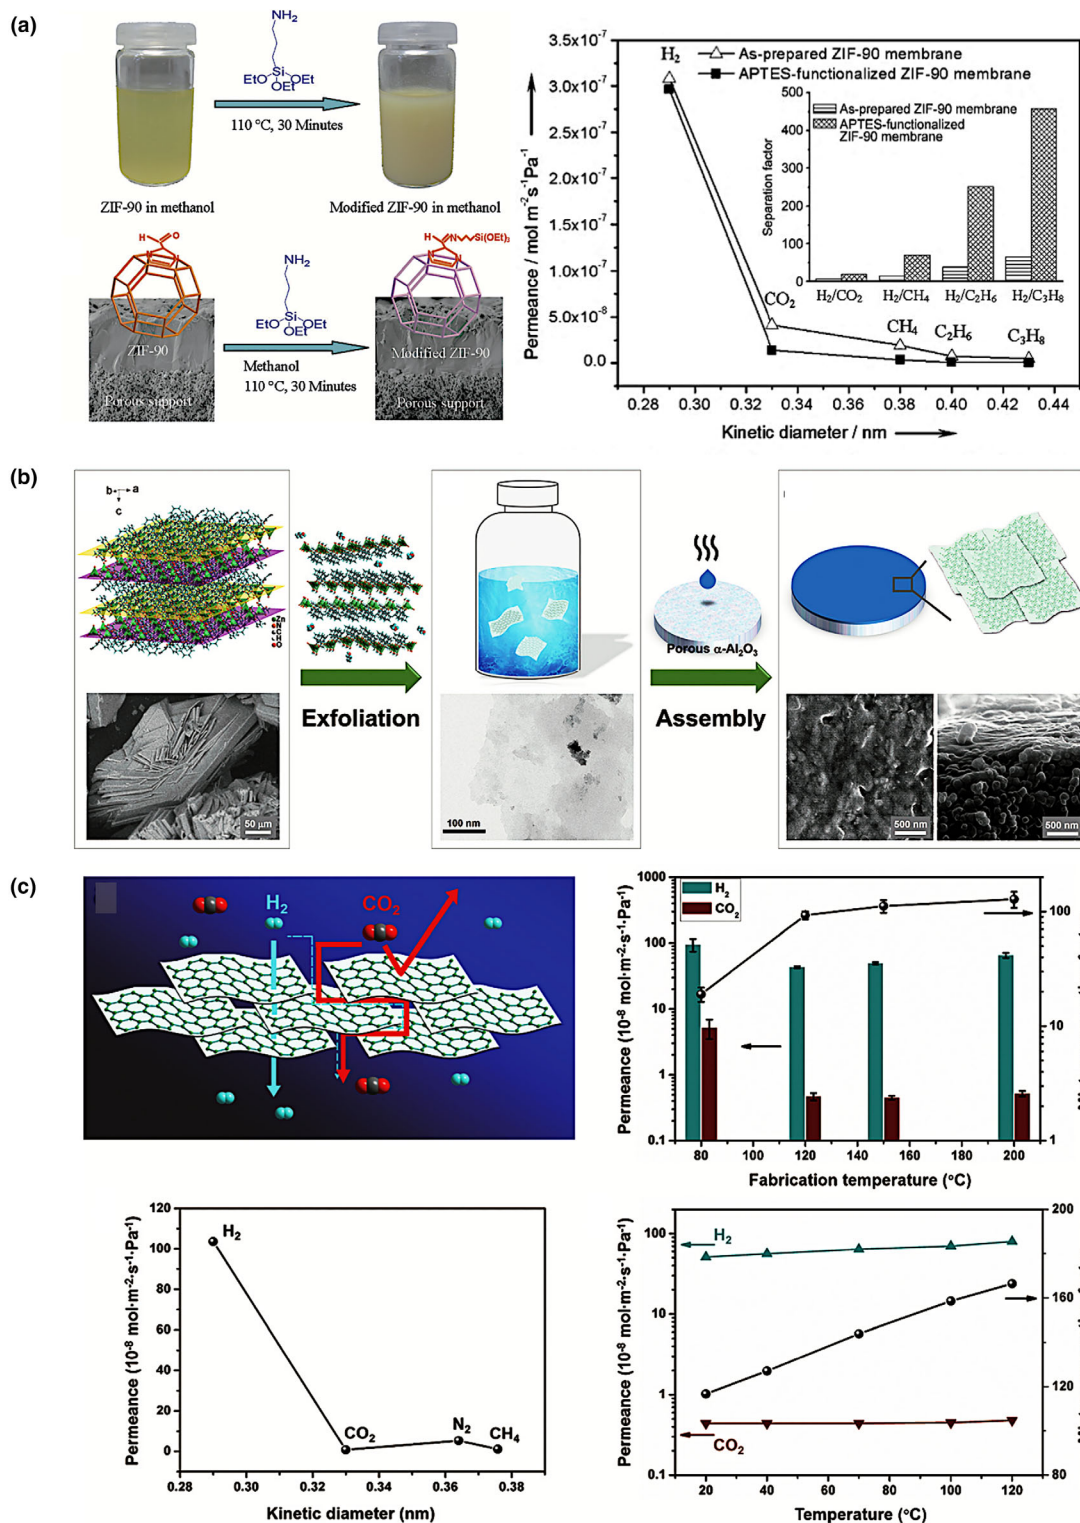 (a)
NH₂
EtO Si OEt
OEt
110 °C, 30 Minutes
ZIF-90 in methanol
Modified ZIF-90 in methanol
H O
N N
ZIF-90
Porous support
NH₂
EtO Si OEt
OEt
Methanol
110 °C, 30 Minutes
H N Si(OEt)₃
N N
Modified ZIF-90
Porous support
Permeance / mol m⁻²s⁻¹Pa⁻¹
3.5x10⁻⁷
3.0x10⁻⁷
2.5x10⁻⁷
2.0x10⁻⁷
1.5x10⁻⁷
1.0x10⁻⁷
5.0x10⁻⁸
0.0
H₂
CO₂
CH₄
C₂H₆
C₃H₈
As-prepared ZIF-90 membrane
APTES-functionalized ZIF-90 membrane
Separation factor
500
400
300
200
100
0
As-prepared ZIF-90 membrane
APTES-functionalized
ZIF-90 membrane
H₂/CO₂ H₂/CH₄ H₂/C₂H₆ H₂/C₃H₈
0.28 0.30 0.32 0.34 0.36 0.38 0.40 0.42 0.44
Kinetic diameter / nm
(b)
b a
c
Zn
N
C
H
O
50 µm
Exfoliation
100 nm
Porous α-Al₂O₃
Assembly
500 nm
500 nm
(c)
H₂
CO₂
Permeance (10⁻⁸ mol·m⁻²·s⁻¹·Pa⁻¹)
1000
100
10
1
0.1
H₂
CO₂
100
10
1
80 100 120 140 160 180 200
Fabrication temperature (°C)
Permeance (10⁻⁸ mol·m⁻²·s⁻¹·Pa⁻¹)
120
100
80
60
40
20
0
H₂
CO₂
N₂
CH₄
0.28 0.30 0.32 0.34 0.36 0.38
Kinetic diameter (nm)
Permeance (10⁻⁸ mol·m⁻²·s⁻¹·Pa⁻¹)
100
10
1
0.1
H₂
CO₂
200
160
120
80
20 40 60 80 100 120
Temperature (°C)